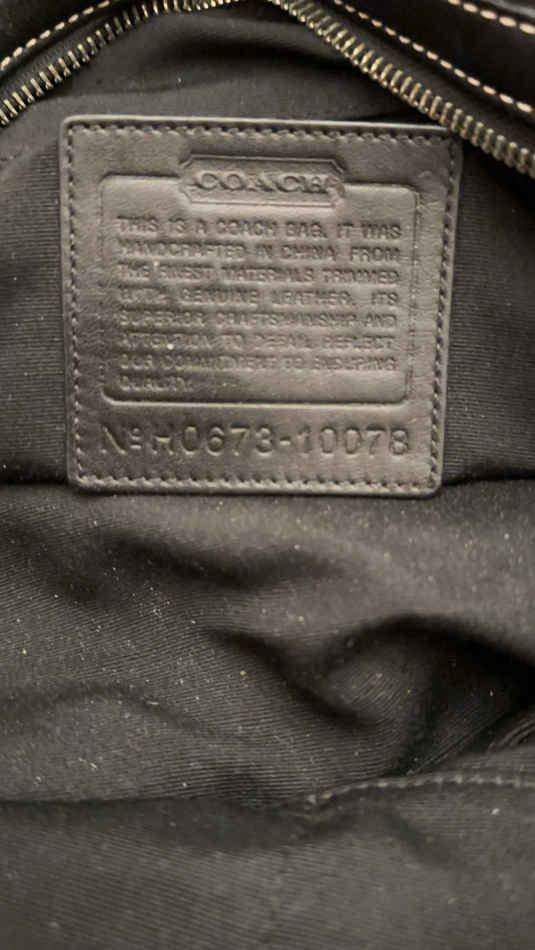 COACH
THIS IS A COACH BAG. IT WAS
HANDCRAFTED IN CHINA FROM
THE FINEST MATERIALS TRIMMED
WITH GENUINE LEATHER. ITS
SUPERIOR CRAFTSMANSHIP AND
ATTENTION TO DETAIL REFLECT
OUR COMMITMENT TO ENDURING
QUALITY.
Nº H0673-10078